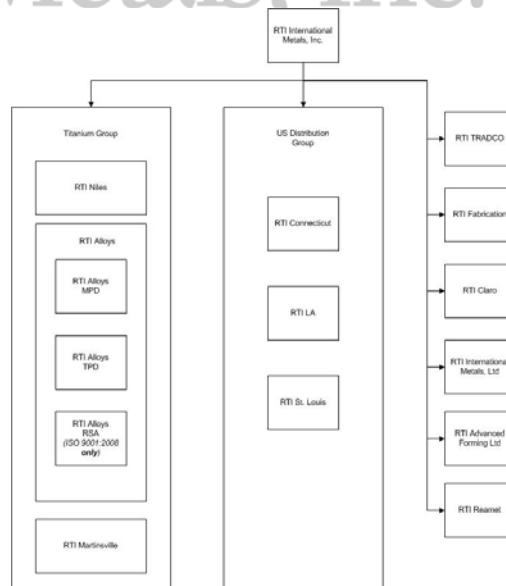 Metals, Inc.
RTI International
Metals, Inc.
Titanium Group
RTI Niles
RTI Alloys
RTI Alloys
MPD
RTI Alloys
TPD
RTI Alloys
RSA
(ISO 9001:2008
only)
RTI Martinsville
US Distribution
Group
RTI Connecticut
RTI LA
RTI St. Louis
RTI TRADCO
RTI Fabrication
RTI Claro
RTI International
Metals, Ltd
RTI Advanced
Forming Ltd
RTI Reamet